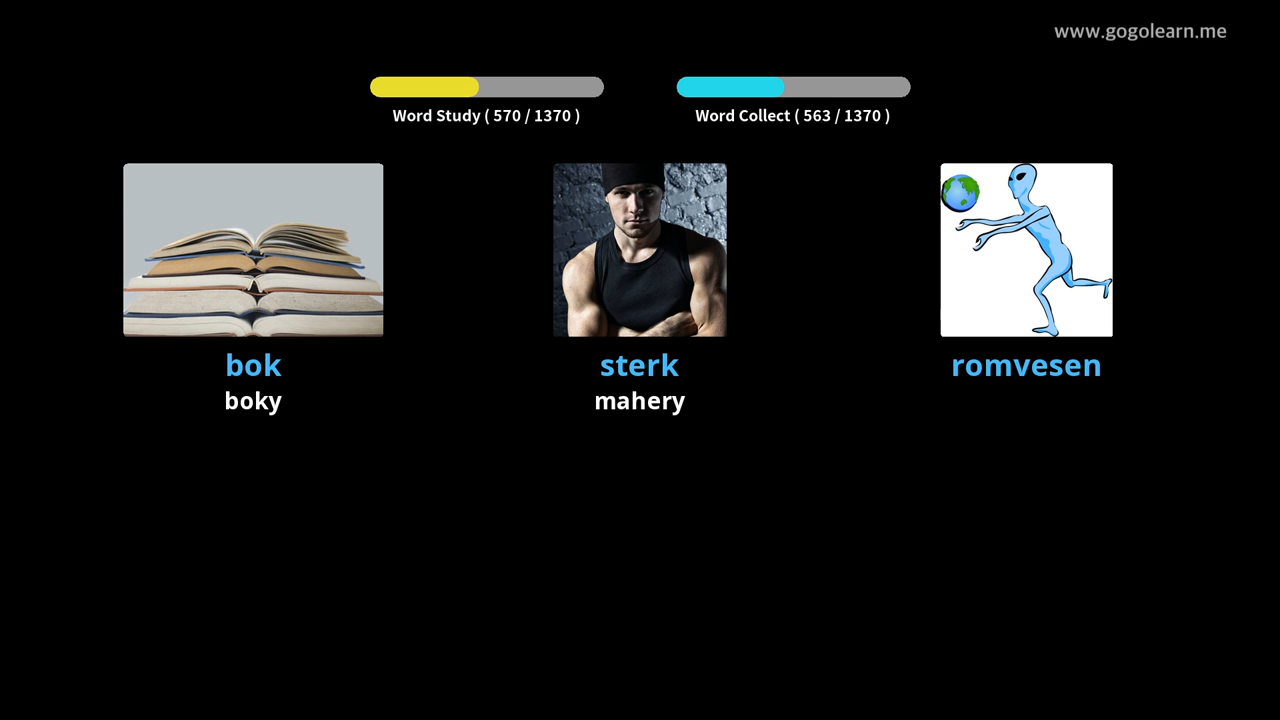 www.gogolearn.me
Word Study ( 570 / 1370 )
Word Collect ( 563 / 1370 )
bok
boky
sterk
mahery
romvesen